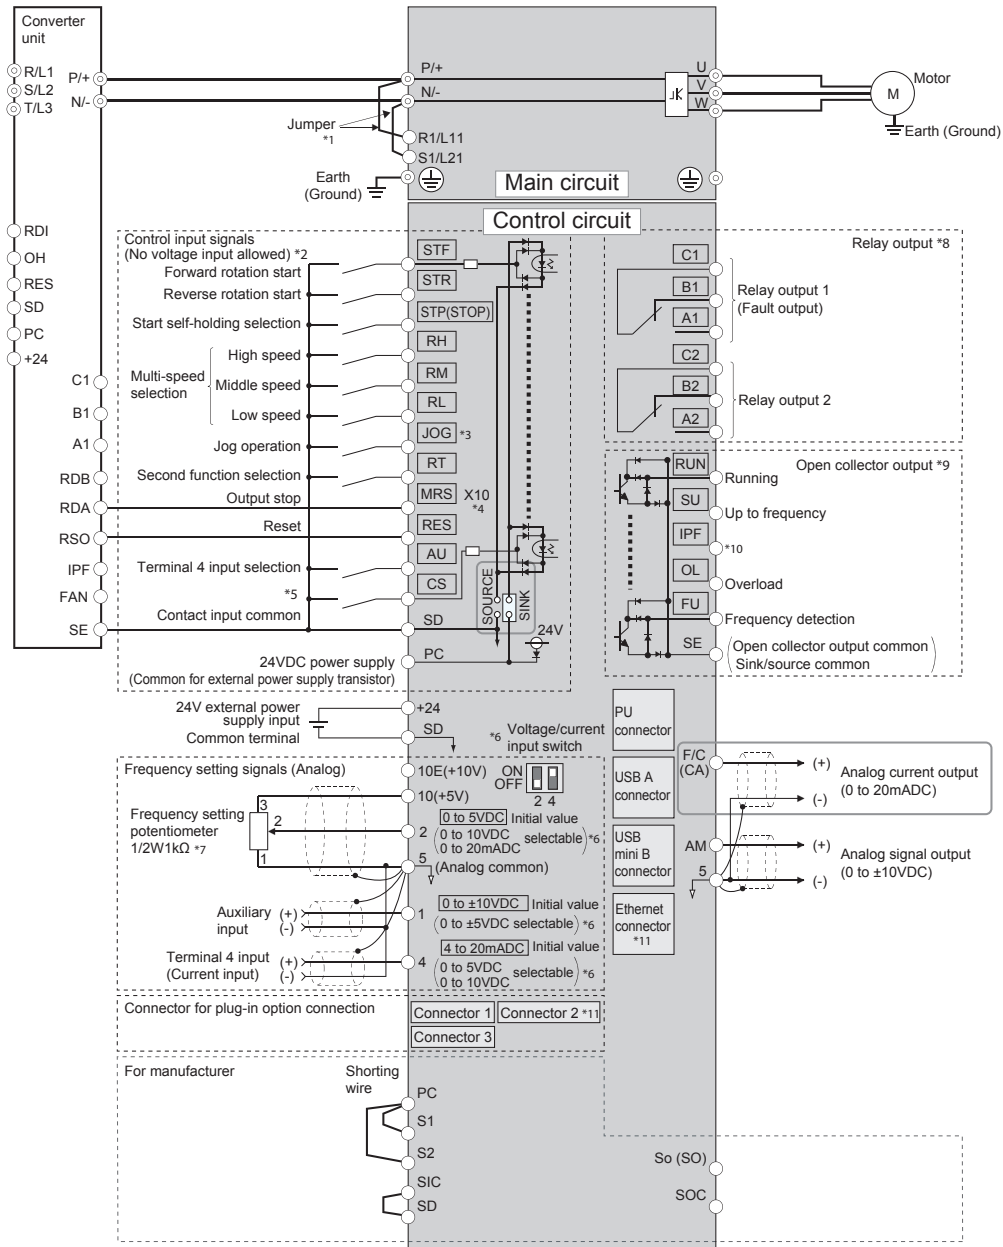 Converter
unit
R/L1
S/L2
T/L3
P/+
N/-
P/+
N/-
Jumper
*1
R1/L11
S1/L21
Earth
(Ground)
Main circuit
U
V
W
Motor
M
Earth (Ground)
RDI
OH
RES
SD
PC
+24
C1
B1
A1
RDB
RDA
RSO
IPF
FAN
SE
Control circuit
Control input signals
(No voltage input allowed) *2
Forward rotation start
Reverse rotation start
Start self-holding selection
Multi-speed
selection
High speed
Middle speed
Low speed
Jog operation
Second function selection
Output stop
Reset
Terminal 4 input selection
*5
Contact input common
24VDC power supply
(Common for external power supply transistor)
STF
STR
STP(STOP)
RH
RM
RL
JOG *3
RT
MRS X10
*4
RES
AU
CS
SD
PC
SOURCE
SINK
24V
Relay output *8
C1
B1
A1
Relay output 1
(Fault output)
C2
B2
A2
Relay output 2
Open collector output *9
RUN
Running
SU
Up to frequency
IPF
*10
OL
Overload
FU
Frequency detection
SE
(Open collector output common
Sink/source common)
24V external power
supply input
Common terminal
+24
SD
*6 Voltage/current
input switch
ON
OFF
2 4
Frequency setting signals (Analog)
Frequency setting
potentiometer
1/2W1kΩ *7
3
2
1
10E(+10V)
10(+5V)
2
0 to 5VDC Initial value
(0 to 10VDC
0 to 20mADC selectable) *6
5
(Analog common)
Auxiliary
input
(+)
(-)
1
0 to ±10VDC Initial value
(0 to ±5VDC selectable) *6
Terminal 4 input
(Current input)
(+)
(-)
4
4 to 20mADC Initial value
(0 to 5VDC
0 to 10VDC selectable) *6
PU
connector
USB A
connector
USB
mini B
connector
Ethernet
connector
*11
F/C
(CA)
(+)
(-)
Analog current output
(0 to 20mADC)
AM
5
(+)
(-)
Analog signal output
(0 to ±10VDC)
Connector for plug-in option connection
Connector 1
Connector 2 *11
Connector 3
For manufacturer
Shorting
wire
PC
S1
S2
SIC
SD
So (SO)
SOC